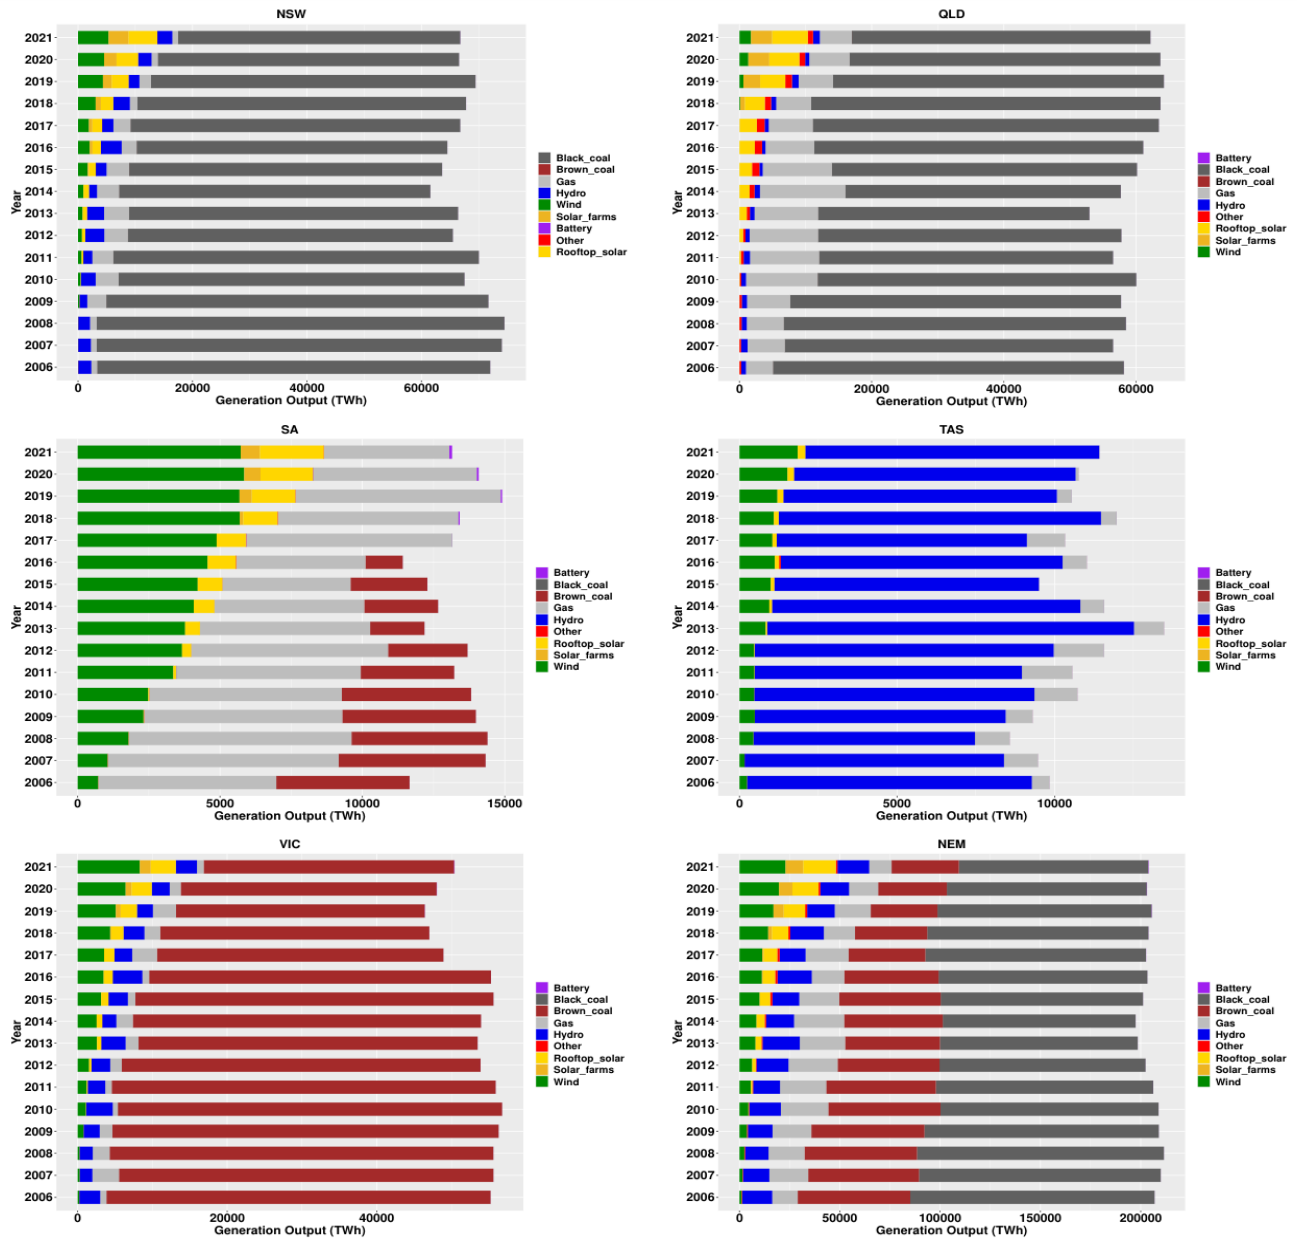 NSW
Year
2021
2020
2019
2018
2017
2016
2015
2014
2013
2012
2011
2010
2009
2008
2007
2006
0 20000 40000 60000
Generation Output (TWh)
Black_coal
Brown_coal
Gas
Hydro
Wind
Solar_farms
Battery
Other
Rooftop_solar
QLD
Year
2021
2020
2019
2018
2017
2016
2015
2014
2013
2012
2011
2010
2009
2008
2007
2006
0 20000 40000 60000
Generation Output (TWh)
Battery
Black_coal
Brown_coal
Gas
Hydro
Other
Rooftop_solar
Solar_farms
Wind
SA
Year
2021
2020
2019
2018
2017
2016
2015
2014
2013
2012
2011
2010
2009
2008
2007
2006
0 5000 10000 15000
Generation Output (TWh)
Battery
Black_coal
Brown_coal
Gas
Hydro
Other
Rooftop_solar
Solar_farms
Wind
TAS
Year
2021
2020
2019
2018
2017
2016
2015
2014
2013
2012
2011
2010
2009
2008
2007
2006
0 5000 10000
Generation Output (TWh)
Battery
Black_coal
Brown_coal
Gas
Hydro
Other
Rooftop_solar
Solar_farms
Wind
VIC
Year
2021
2020
2019
2018
2017
2016
2015
2014
2013
2012
2011
2010
2009
2008
2007
2006
0 20000 40000
Generation Output (TWh)
Battery
Black_coal
Brown_coal
Gas
Hydro
Other
Rooftop_solar
Solar_farms
Wind
NEM
Year
2021
2020
2019
2018
2017
2016
2015
2014
2013
2012
2011
2010
2009
2008
2007
2006
0 50000 100000 150000 200000
Generation Output (TWh)
Battery
Black_coal
Brown_coal
Gas
Hydro
Other
Rooftop_solar
Solar_farms
Wind